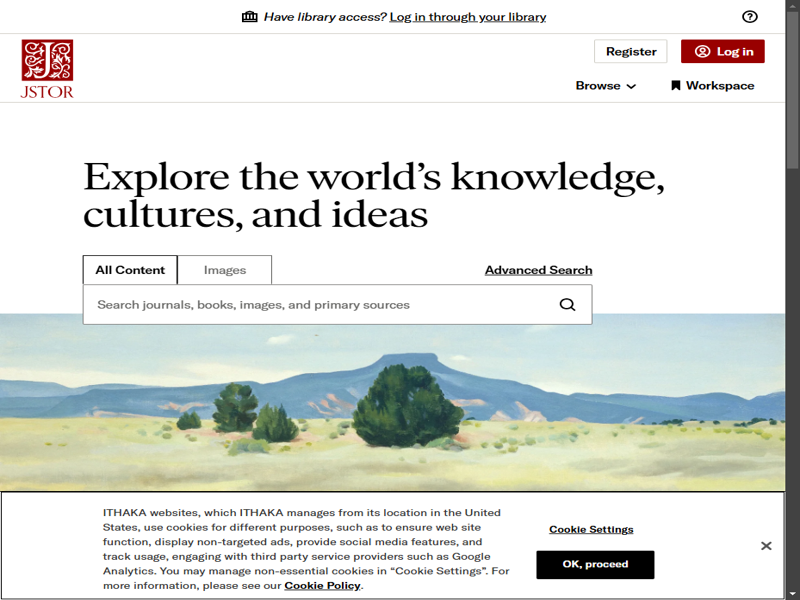 Have library access? Log in through your library
Register
Log in
JSTOR
Browse
Workspace
Explore the world's knowledge,
cultures, and ideas
All Content
Images
Advanced Search
Search journals, books, images, and primary sources
ITHAKA websites, which ITHAKA manages from its location in the United
States, use cookies for different purposes, such as to ensure web site
function, display non-targeted ads, provide social media features, and
track usage, engaging with third party service providers such as Google
Analytics. You may manage non-essential cookies in “Cookie Settings”. For
more information, please see our Cookie Policy.
Cookie Settings
OK, proceed